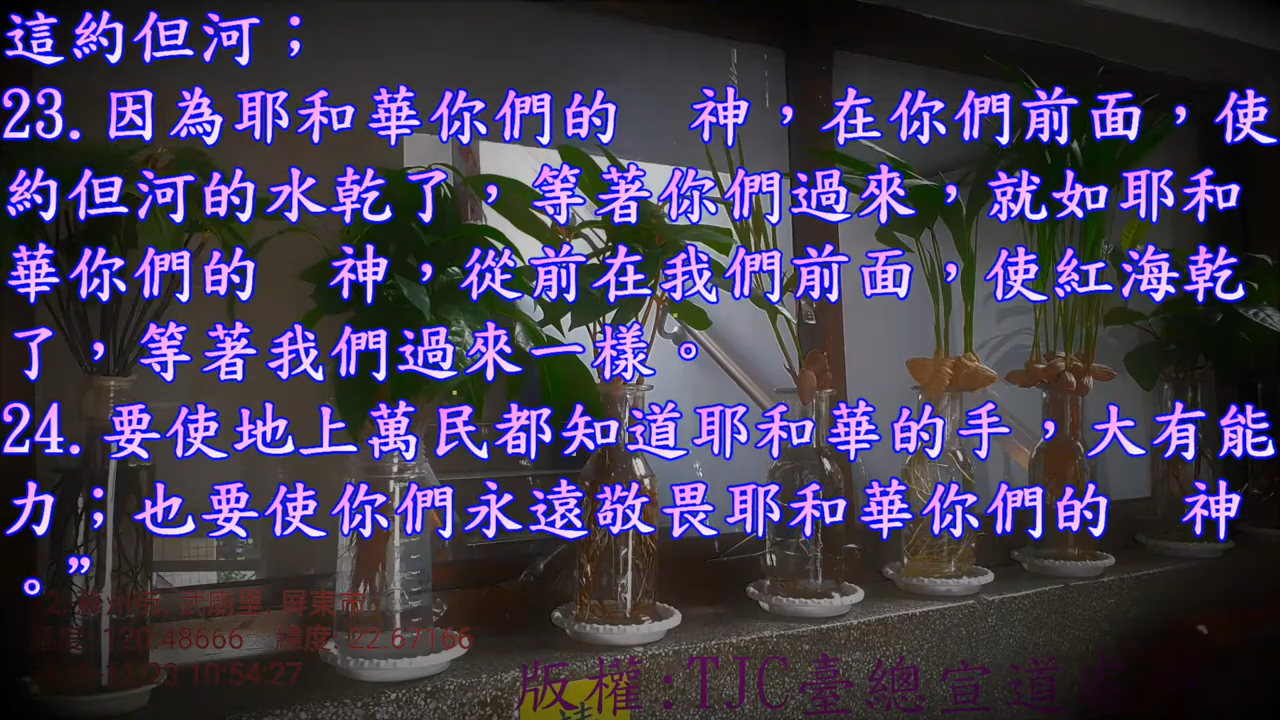 這約但河；
23.因為耶和華你們的　神，在你們前面，使
約但河的水乾了，等著你們過來，就如耶和
華你們的　神，從前在我們前面，使紅海乾
了，等著我們過來一樣。
24.要使地上萬民都知道耶和華的手，大有能
力；也要使你們永遠敬畏耶和華你們的　神
。”
武廟里, 屏東市
120.48666 緯度: 22.67166
23 10:54:27
版權:TJC臺總宣道